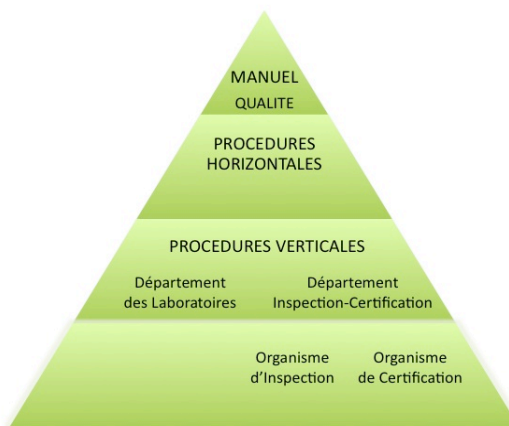 MANUEL
QUALITE
PROCEDURES
HORIZONTALES
PROCEDURES VERTICALES
Département
des Laboratoires
Département
Inspection-Certification
Organisme
d'Inspection
Organisme
de Certification